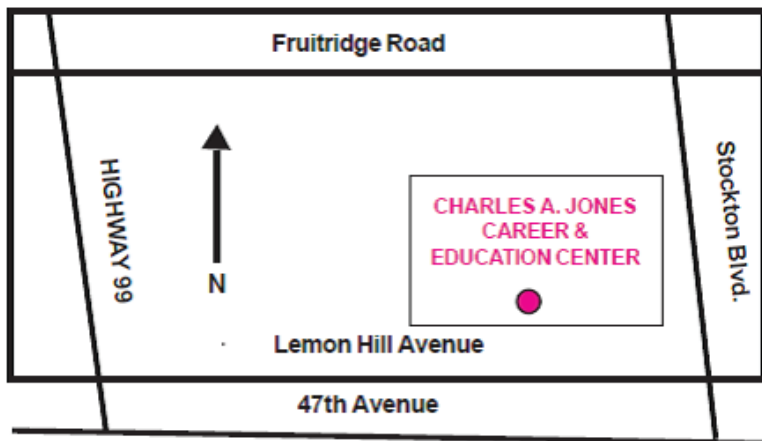 Fruitridge Road
HIGHWAY 99
N
CHARLES A. JONES
CAREER &
EDUCATION CENTER
Stockton Blvd.
Lemon Hill Avenue
47th Avenue